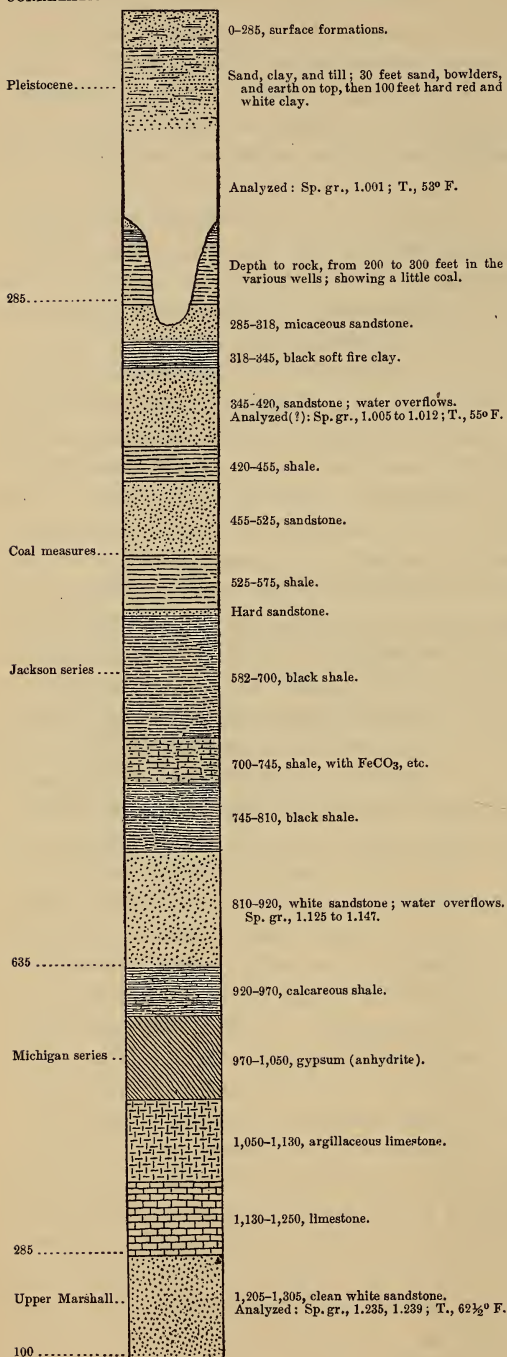 0–285, surface formations.
Pleistocene.......
Sand, clay, and till; 30 feet sand, bowlders,
and earth on top, then 100 feet hard red and
white clay.
Analyzed: Sp. gr., 1.001; T., 53° F.
Depth to rock, from 200 to 300 feet in the
various wells; showing a little coal.
285...............
285–318, micaceous sandstone.
318–345, black soft fire clay.
345–420, sandstone; water overflows.
Analyzed(?): Sp. gr., 1.005 to 1.012; T., 55° F.
420–455, shale.
455–525, sandstone.
Coal measures....
525–575, shale.
Hard sandstone.
Jackson series ....
582–700, black shale.
700–745, shale, with FeCO₃, etc.
745–810, black shale.
810–920, white sandstone; water overflows.
Sp. gr., 1.125 to 1.147.
635 ...............
920–970, calcareous shale.
Michigan series ..
970–1,050, gypsum (anhydrite).
1,050–1,130, argillaceous limestone.
1,130–1,250, limestone.
285 ...............
Upper Marshall..
1,205–1,305, clean white sandstone.
Analyzed: Sp. gr., 1.235, 1.239; T., 62½° F.
100 ...............